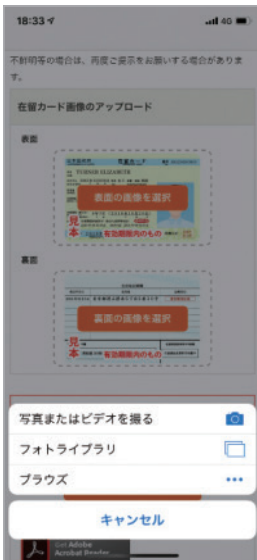 18:33
4G
不鮮明等の場合は、再度ご提示をお願いする場合がありま
す。
在留カード画像のアップロード
表面
TURNER ELIZABETH
表面の画像を選択
見本
有効期限内のもの
裏面
裏面の画像を選択
見本
有効期限内のもの
写真またはビデオを撮る
フォトライブラリ
ブラウズ
キャンセル
Get Adobe
Acrobat Reader